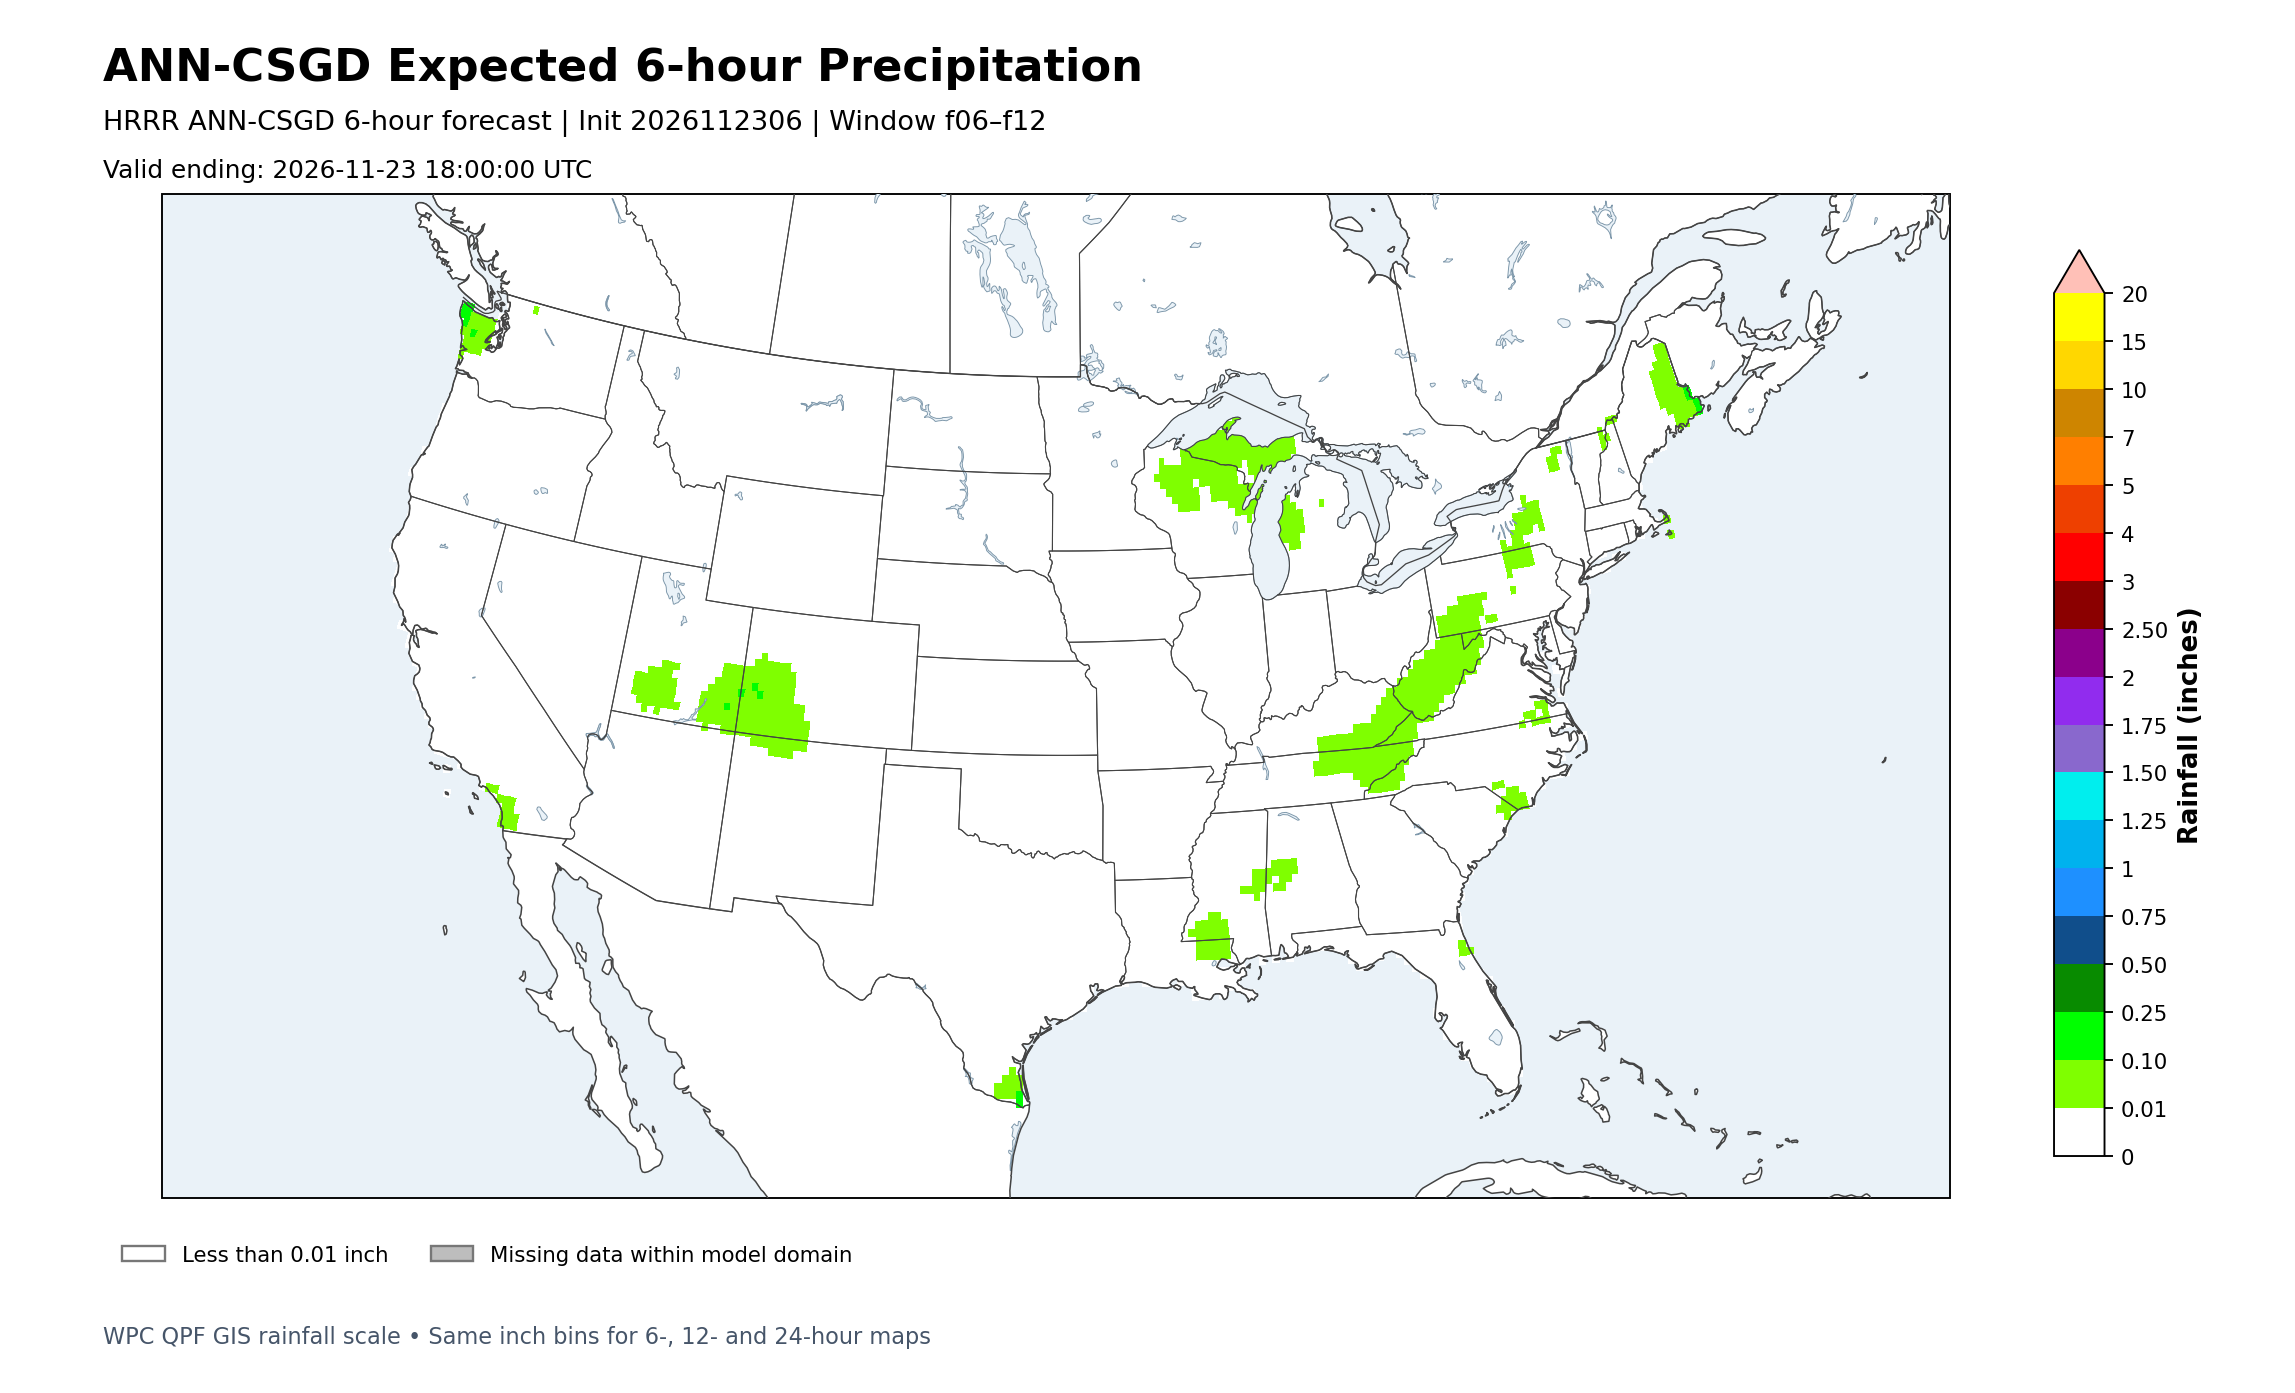 ANN-CSGD Expected 6-hour Precipitation
HRRR ANN-CSGD 6-hour forecast | Init 2026112306 | Window f06–f12
Valid ending: 2026-11-23 18:00:00 UTC
20
15
10
7
5
4
3
2.50
2
1.75
1.50
1.25
1
0.75
0.50
0.25
0.10
0.01
0
Rainfall (inches)
Less than 0.01 inch
Missing data within model domain
WPC QPF GIS rainfall scale • Same inch bins for 6-, 12- and 24-hour maps